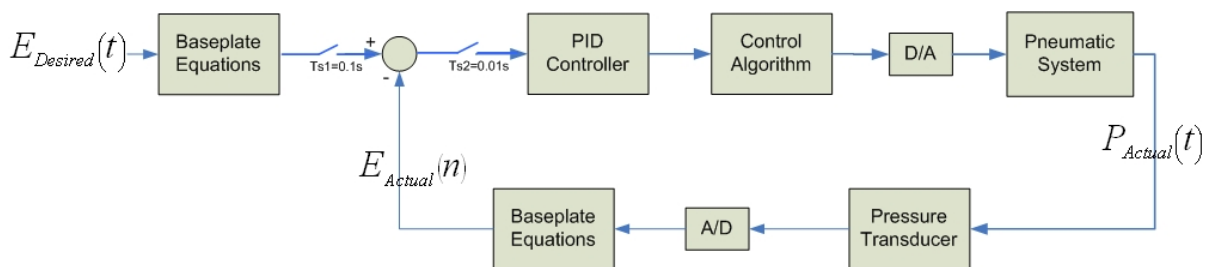 E_Desired(t)
Baseplate
Equations
Ts1=0.1s
+
-
Ts2=0.01s
PID
Controller
Control
Algorithm
D/A
Pneumatic
System
P_Actual(t)
E_Actual(n)
Baseplate
Equations
A/D
Pressure
Transducer